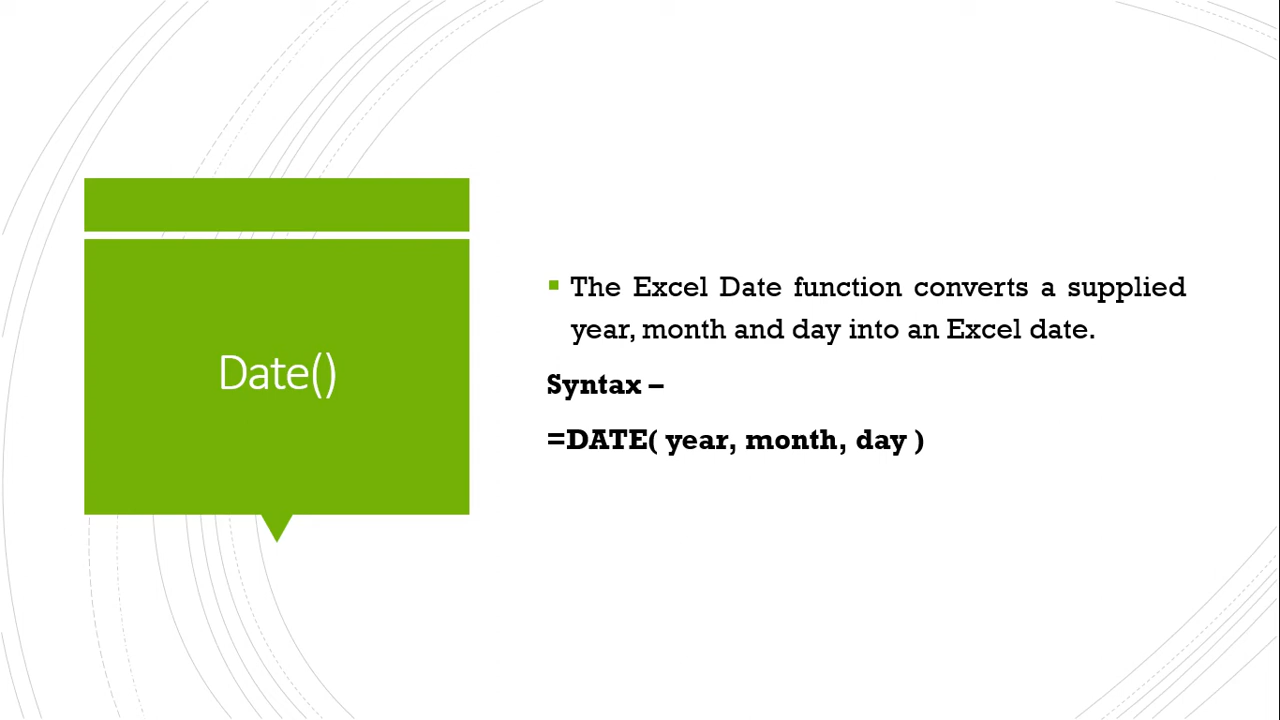 Date()
The Excel Date function converts a supplied
year, month and day into an Excel date.
Syntax –
=DATE( year, month, day )